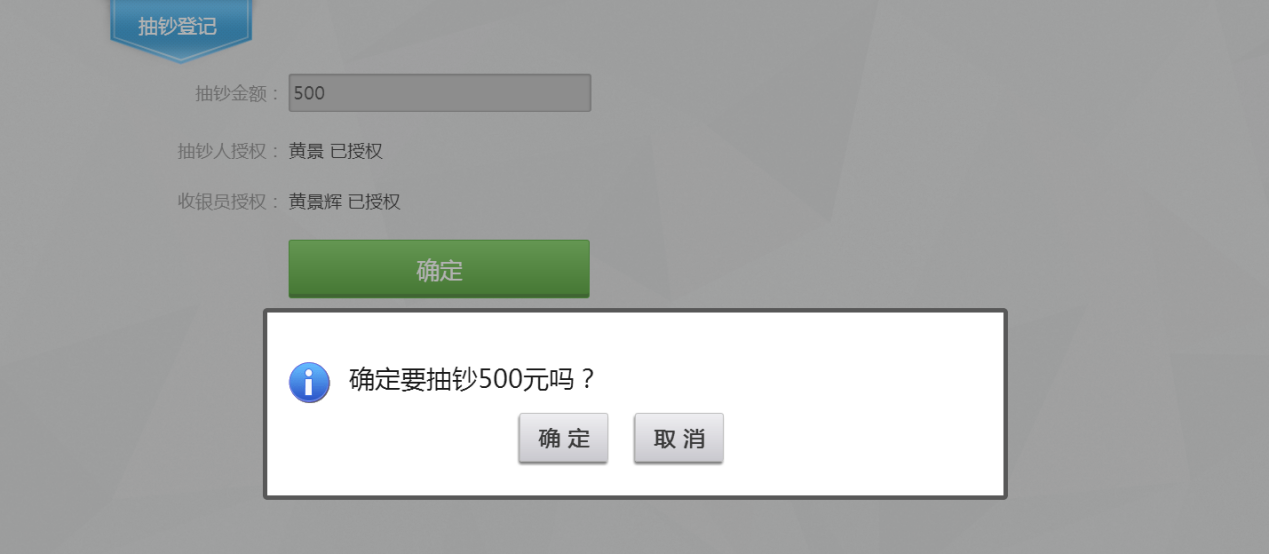 抽钞登记
抽钞金额：500
抽钞人授权：黄景 已授权
收银员授权：黄景辉 已授权
确定
确定要抽钞500元吗？
确 定 取 消